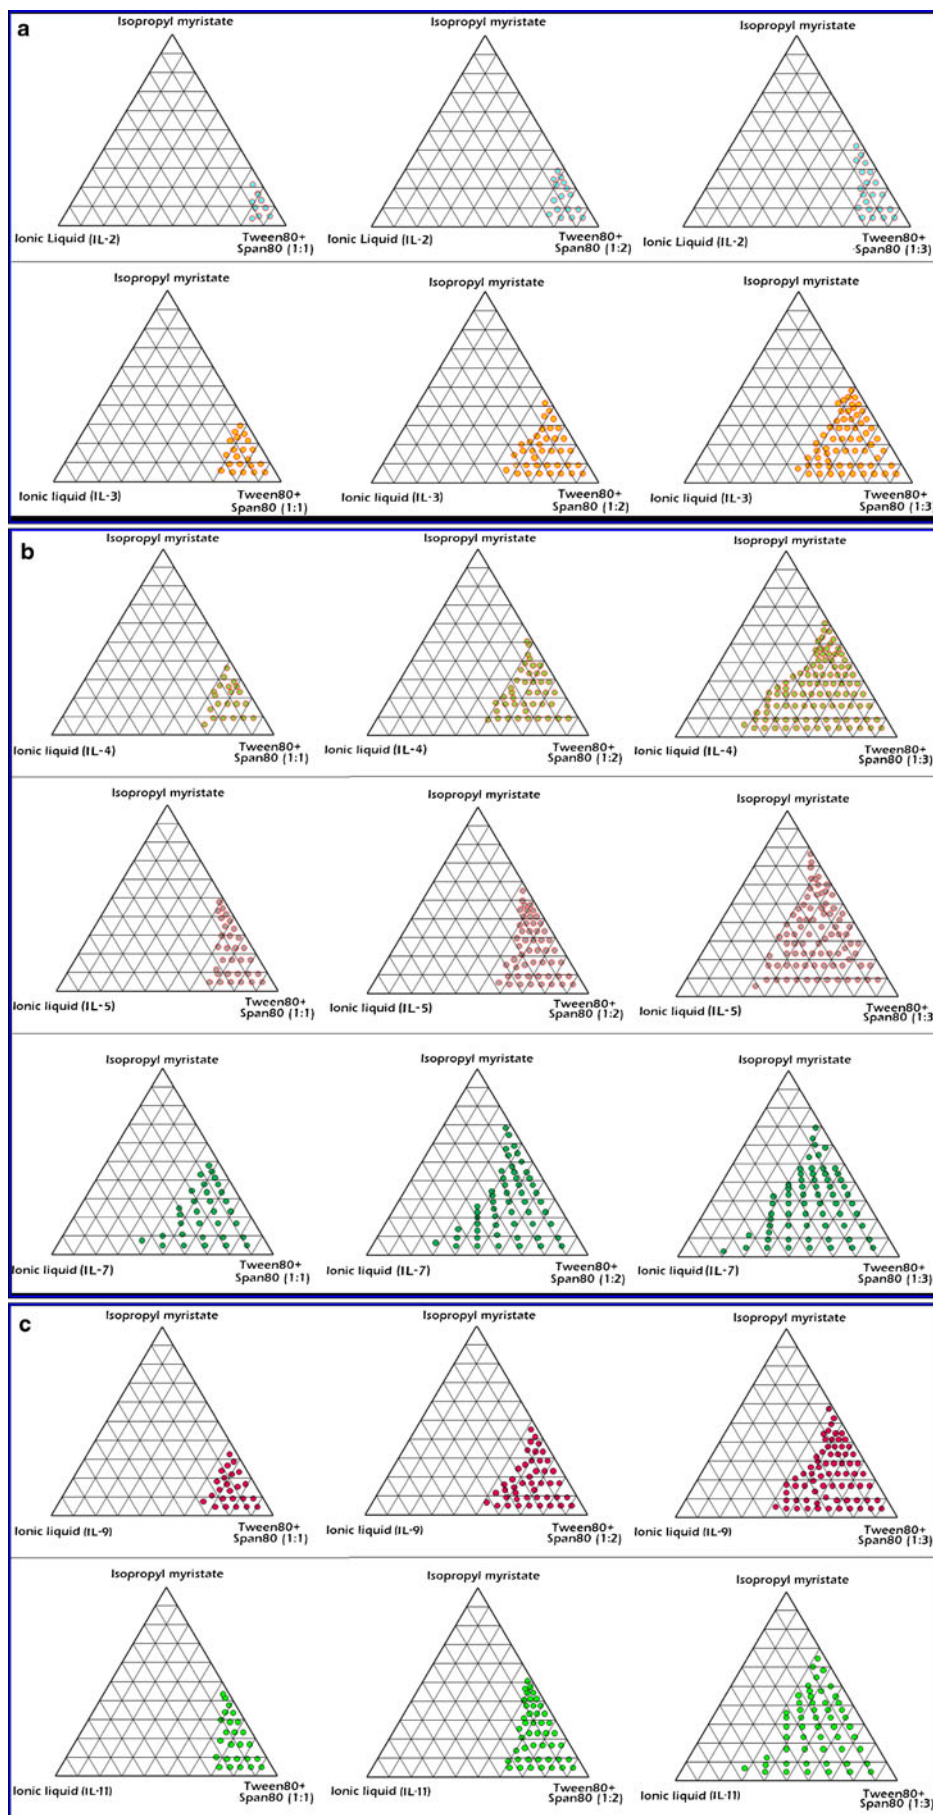 a
Isopropyl myristate
Isopropyl myristate
Isopropyl myristate
Ionic Liquid (IL-2)
Tween80+
Span80 (1:1)
Ionic Liquid (IL-2)
Tween80+
Span80 (1:2)
Ionic Liquid (IL-2)
Tween80+
Span80 (1:3)
Isopropyl myristate
Isopropyl myristate
Isopropyl myristate
Ionic liquid (IL-3)
Tween80+
Span80 (1:1)
Ionic liquid (IL-3)
Tween80+
Span80 (1:2)
Ionic liquid (IL-3)
Tween80+
Span80 (1:3)
b
Isopropyl myristate
Isopropyl myristate
Isopropyl myristate
Ionic liquid (IL-4)
Tween80+
Span80 (1:1)
Ionic liquid (IL-4)
Tween80+
Span80 (1:2)
Ionic liquid (IL-4)
Tween80+
Span80 (1:3)
Isopropyl myristate
Isopropyl myristate
Isopropyl myristate
Ionic liquid (IL-5)
Tween80+
Span80 (1:1)
Ionic liquid (IL-5)
Tween80+
Span80 (1:2)
Ionic liquid (IL-5)
Tween80+
Span80 (1:3
Isopropyl myristate
Isopropyl myristate
Isopropyl myristate
Ionic liquid (IL-7)
Tween80+
Span80 (1:1)
Ionic liquid (IL-7)
Tween80+
Span80 (1:2)
Ionic liquid (IL-7)
Tween80+
Span80 (1:3)
c
Isopropyl myristate
Isopropyl myristate
Isopropyl myristate
Ionic liquid (IL-9)
Tween80+
Span80 (1:1)
Ionic liquid (IL-9)
Tween80+
Span80 (1:2)
Ionic liquid (IL-9)
Tween80+
Span80 (1:3)
Isopropyl myristate
Isopropyl myristate
Isopropyl myristate
Ionic liquid (IL-11)
Tween80+
Span80 (1:1)
Ionic liquid (IL-11)
Tween80+
Span80 (1:2)
Ionic liquid (IL-11)
Tween80+
Span80 (1:3)